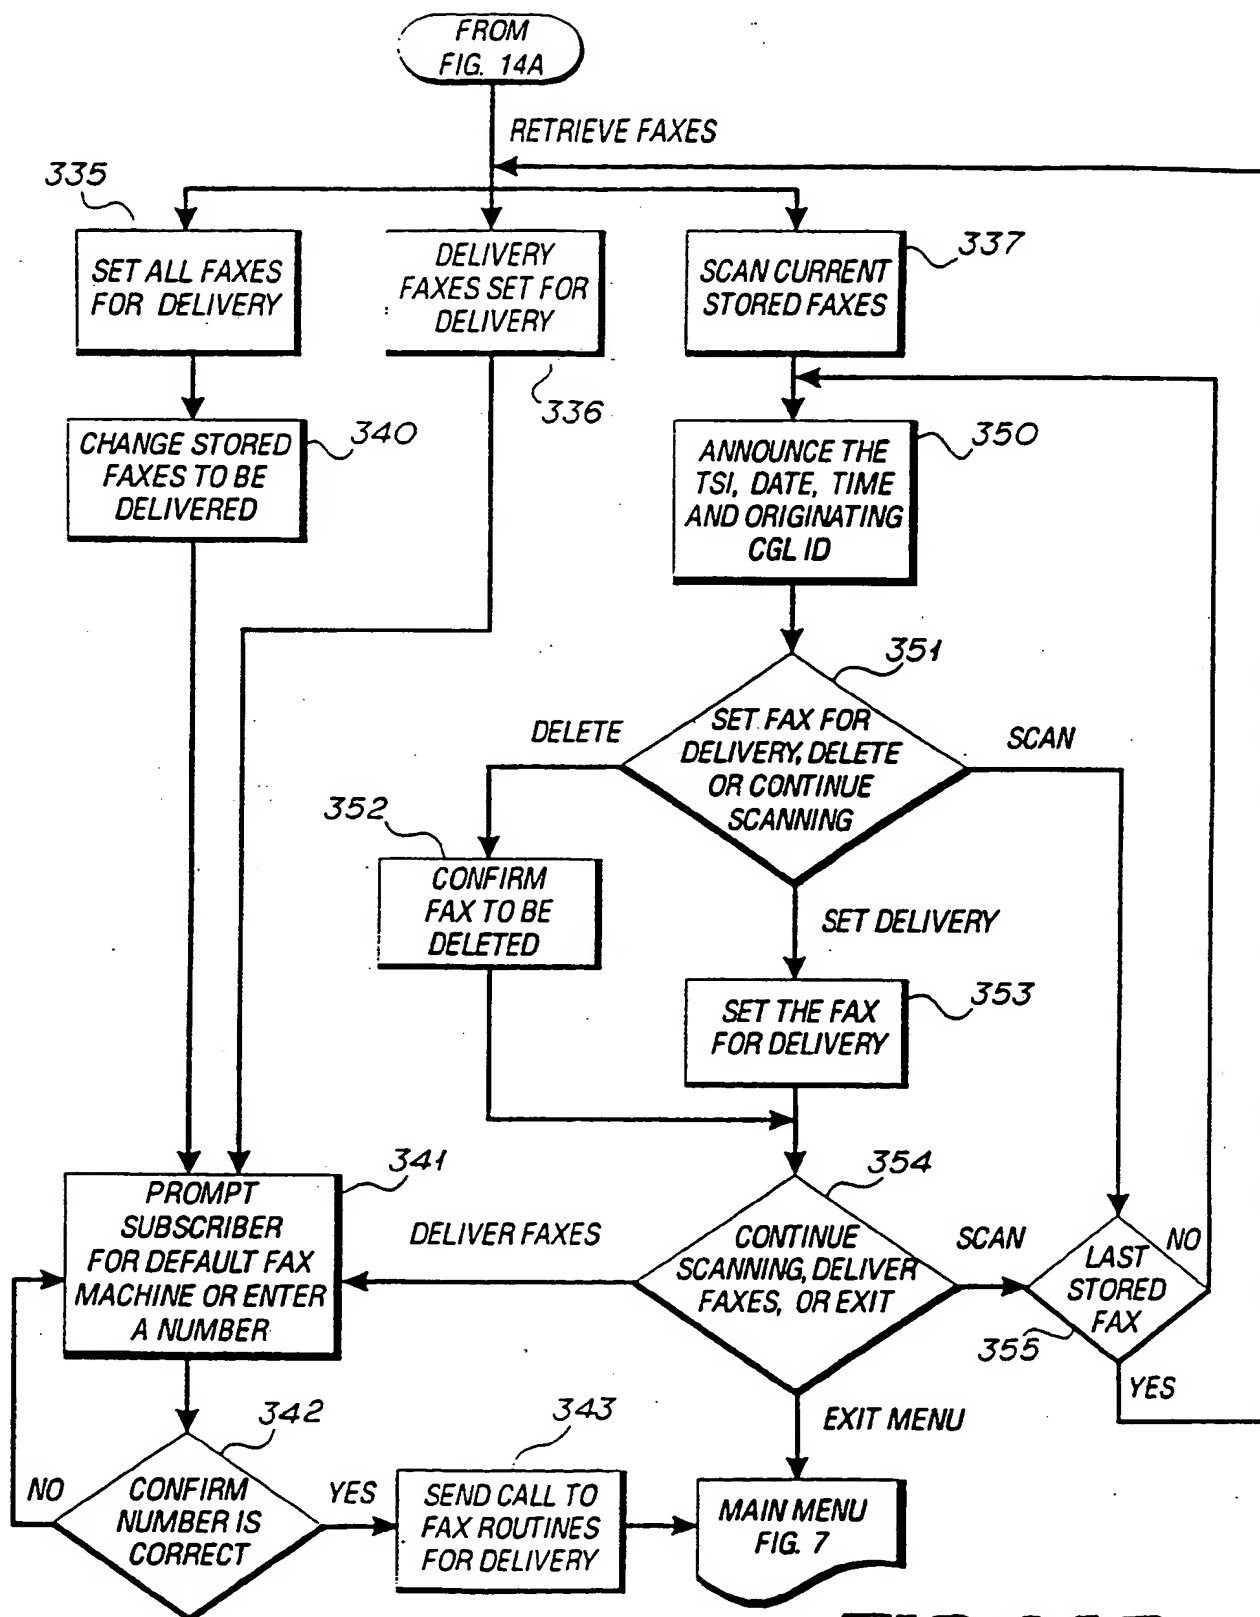 FROM
FIG. 14A
RETRIEVE FAXES
335
SET ALL FAXES
FOR DELIVERY
DELIVERY
FAXES SET FOR
DELIVERY
336
SCAN CURRENT
STORED FAXES
337
CHANGE STORED
FAXES TO BE
DELIVERED
340
ANNOUNCE THE
TSI, DATE, TIME
AND ORIGINATING
CGL ID
350
351
SET FAX FOR
DELIVERY, DELETE
OR CONTINUE
SCANNING
DELETE
SCAN
352
CONFIRM
FAX TO BE
DELETED
SET DELIVERY
353
SET THE FAX
FOR DELIVERY
341
PROMPT
SUBSCRIBER
FOR DEFAULT FAX
MACHINE OR ENTER
A NUMBER
DELIVER FAXES
354
CONTINUE
SCANNING, DELIVER
FAXES, OR EXIT
SCAN
LAST
STORED
FAX
NO
355
YES
EXIT MENU
342
CONFIRM
NUMBER IS
CORRECT
NO
YES
343
SEND CALL TO
FAX ROUTINES
FOR DELIVERY
MAIN MENU
FIG. 7